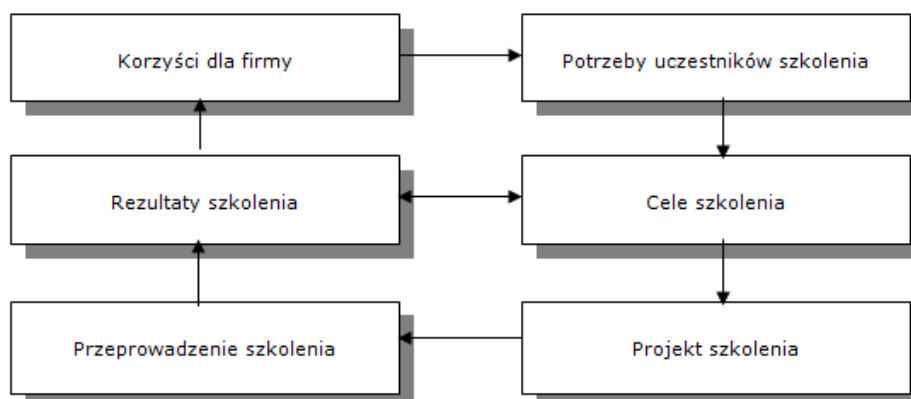 Korzyści dla firmy
Potrzeby uczestników szkolenia
Rezultaty szkolenia
Cele szkolenia
Przeprowadzenie szkolenia
Projekt szkolenia